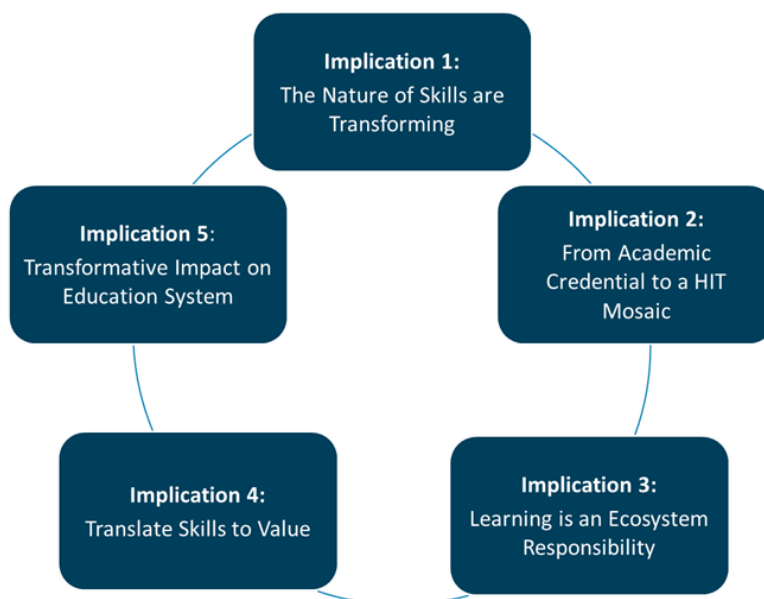 Implication 1:
The Nature of Skills are
Transforming
Implication 2:
From Academic
Credential to a HIT
Mosaic
Implication 3:
Learning is an Ecosystem
Responsibility
Implication 4:
Translate Skills to Value
Implication 5:
Transformative Impact on
Education System